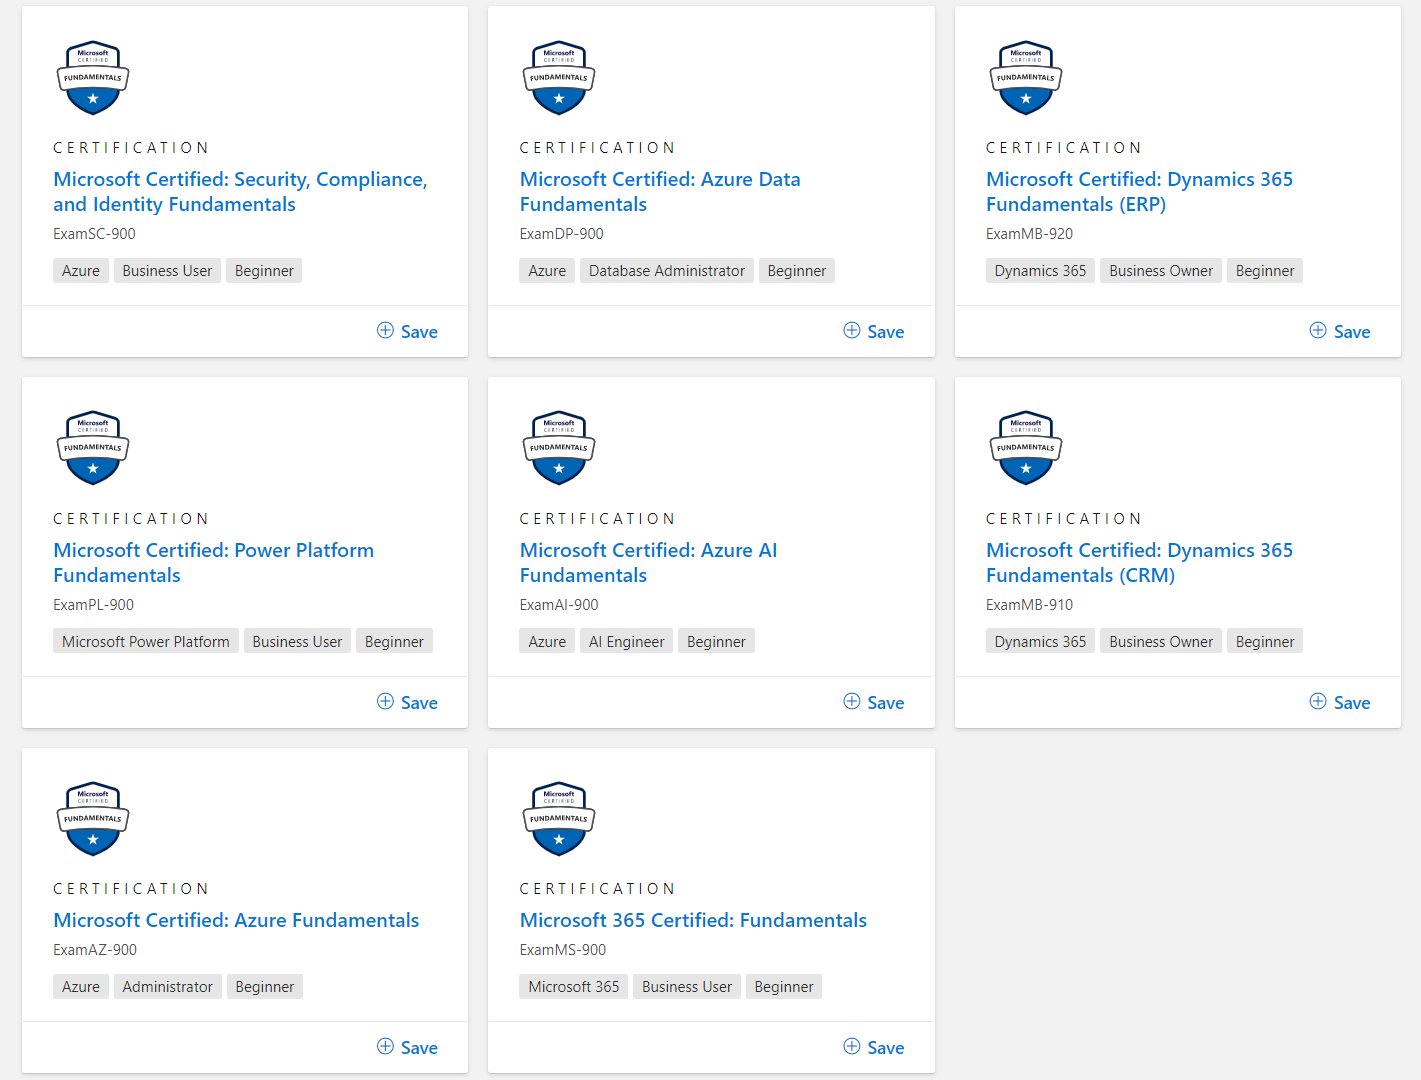 Microsoft
CERTIFIED
FUNDAMENTALS
CERTIFICATION
Microsoft Certified: Security, Compliance,
and Identity Fundamentals
ExamSC-900
Azure Business User Beginner
Save
Microsoft
CERTIFIED
FUNDAMENTALS
CERTIFICATION
Microsoft Certified: Azure Data
Fundamentals
ExamDP-900
Azure Database Administrator Beginner
Save
Microsoft
CERTIFIED
FUNDAMENTALS
CERTIFICATION
Microsoft Certified: Dynamics 365
Fundamentals (ERP)
ExamMB-920
Dynamics 365 Business Owner Beginner
Save
Microsoft
CERTIFIED
FUNDAMENTALS
CERTIFICATION
Microsoft Certified: Power Platform
Fundamentals
ExamPL-900
Microsoft Power Platform Business User Beginner
Save
Microsoft
CERTIFIED
FUNDAMENTALS
CERTIFICATION
Microsoft Certified: Azure AI
Fundamentals
ExamAI-900
Azure AI Engineer Beginner
Save
Microsoft
CERTIFIED
FUNDAMENTALS
CERTIFICATION
Microsoft Certified: Dynamics 365
Fundamentals (CRM)
ExamMB-910
Dynamics 365 Business Owner Beginner
Save
Microsoft
CERTIFIED
FUNDAMENTALS
CERTIFICATION
Microsoft Certified: Azure Fundamentals
ExamAZ-900
Azure Administrator Beginner
Save
Microsoft
CERTIFIED
FUNDAMENTALS
CERTIFICATION
Microsoft 365 Certified: Fundamentals
ExamMS-900
Microsoft 365 Business User Beginner
Save